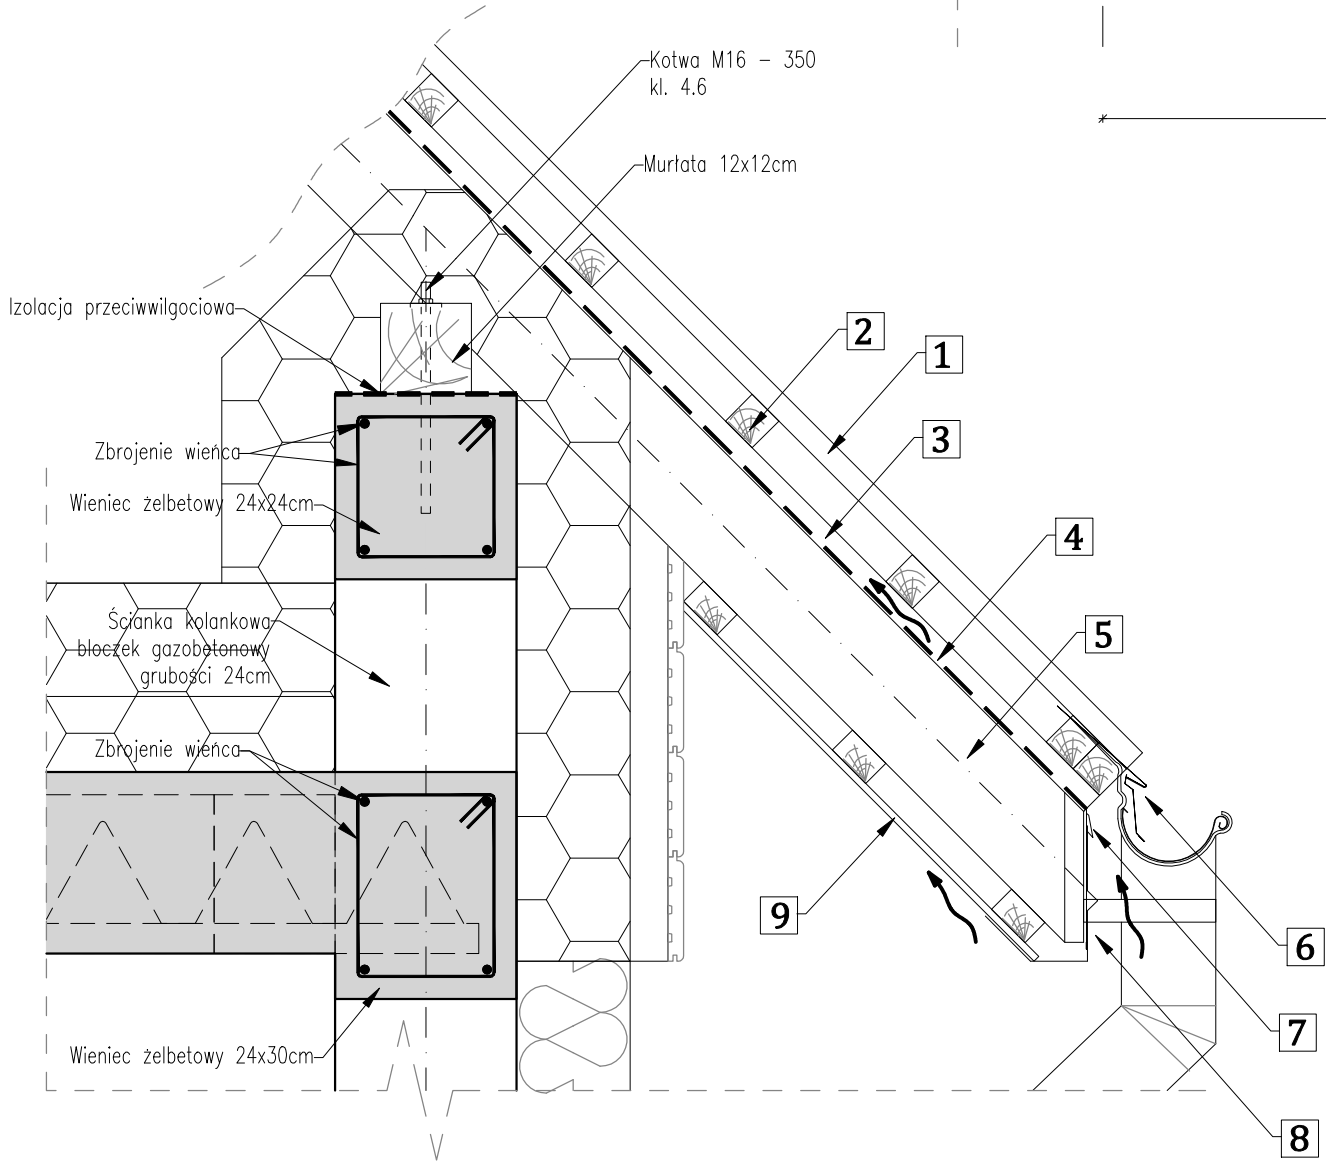 Kotwa M16 - 350
kl. 4.6
Murłata 12x12cm
Izolacja przeciwwilgociowa
2
1
3
Zbrojenie wieńca
Wieniec żelbetowy 24x24cm
4
Ścianka kolankowa
bloczek gazobetonowy
grubości 24cm
5
Zbrojenie wieńca
9
6
7
Wieniec żelbetowy 24x30cm
8